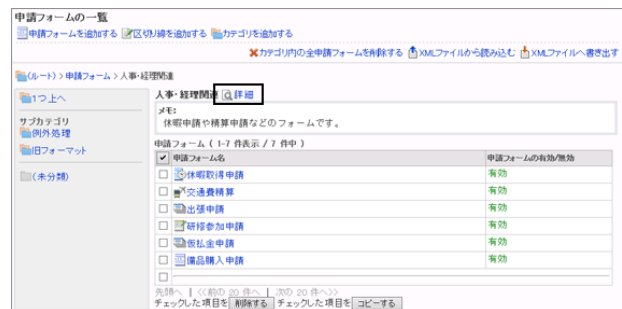 申請フォームの一覧
申請フォームを追加する 区切り線を追加する カテゴリを追加する
カテゴリ内の全申請フォームを削除する XMLファイルから読み込む XMLファイルへ書き出す
(ルート) > 申請フォーム > 人事・経理関連
1つ上へ
サブカテゴリ
例外処理
旧フォーマット
(未分類)
人事・経理関連 詳細
メモ:
休暇申請や精算申請などのフォームです。
申請フォーム ( 1-7 件表示 / 7 件中 )
申請フォーム名 申請フォームの有効/無効
休暇取得申請 有効
交通費精算 有効
出張申請 有効
研修参加申請 有効
仮払金申請 有効
備品購入申請 有効
先頭へ | <<前の 20 件へ | 次の 20 件へ>>
チェックした項目を 削除する チェックした項目を コピーする